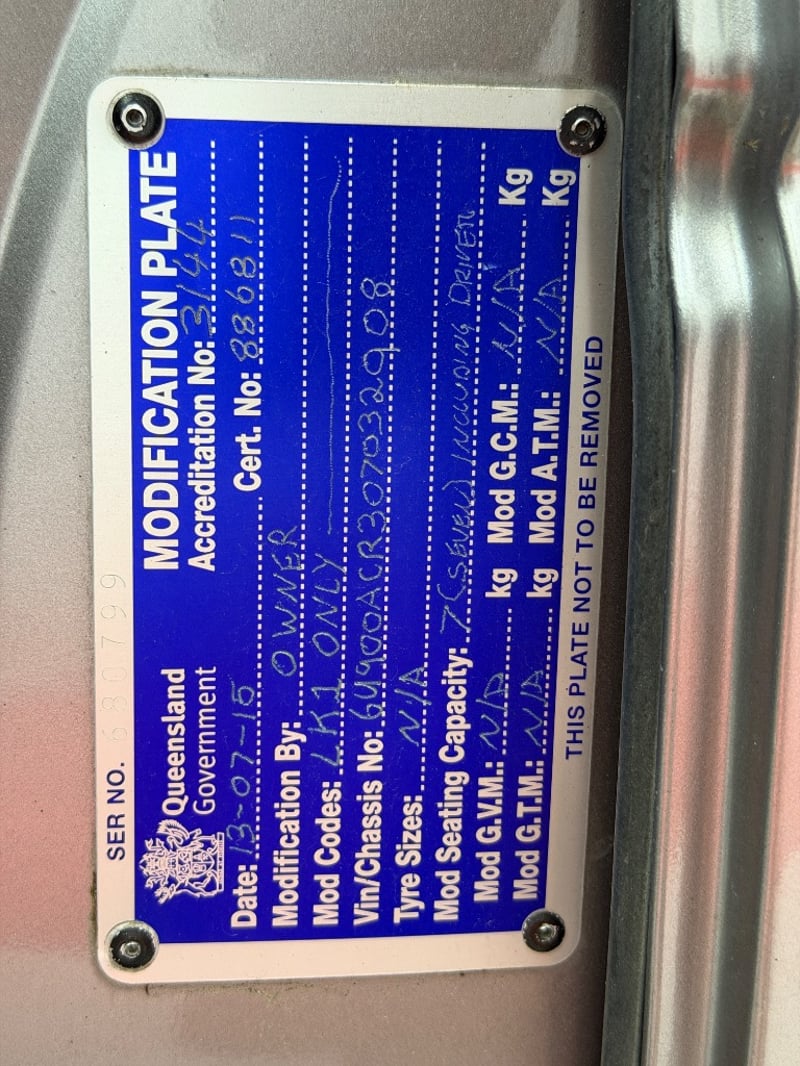 SER NO. 680799
Queensland Government
MODIFICATION PLATE
Accreditation No: 3144
Date: 13-07-15 Cert. No: 886811
Modification By: OWNER
Mod Codes: LK1 ONLY
Vin/Chassis No: 6U900ACR307032908
Tyre Sizes: N/A
Mod Seating Capacity: 7 (SEVEN) INCLUDING DRIVER
Mod G.V.M.: N/A kg Mod G.C.M.: N/A Kg
Mod G.T.M.: N/A kg Mod A.T.M.: N/A Kg
THIS PLATE NOT TO BE REMOVED